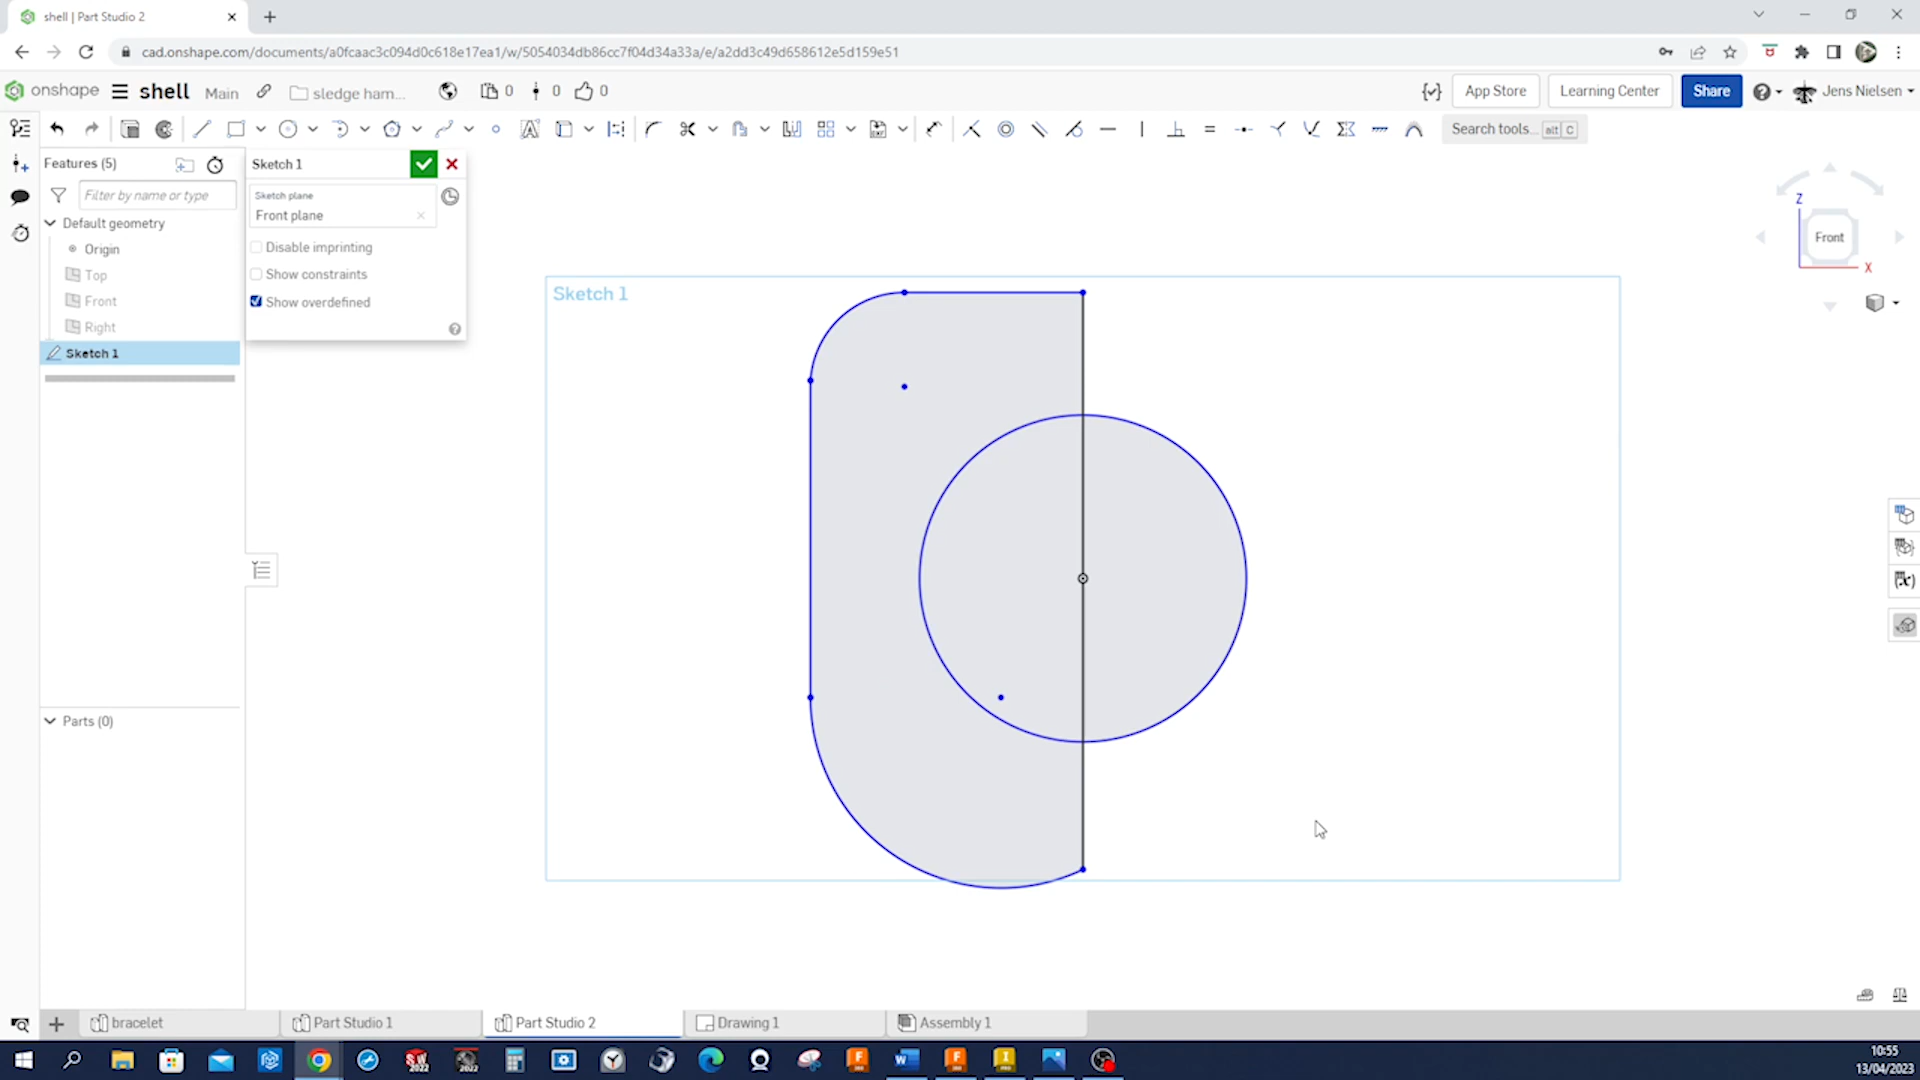 shell | Part Studio 2
cad.onshape.com/documents/a0fcaac3c094d0c618e17ea1/w/5054034db86cc7f04d34a33a/e/a2dd3c49d658612e5d159e51
onshape shell Main sledge ham... 0 0 0 App Store Learning Center Share Jens Nielsen
Search tools... alt C
Features (5)
Filter by name or type
Default geometry
Origin
Top
Front
Right
Sketch 1
Parts (0)
Sketch 1
Sketch plane
Front plane
Disable imprinting
Show constraints
Show overdefined
Sketch 1
Z
Front
X
(x)
bracelet Part Studio 1 Part Studio 2 Drawing 1 Assembly 1
10:55
13/04/2023